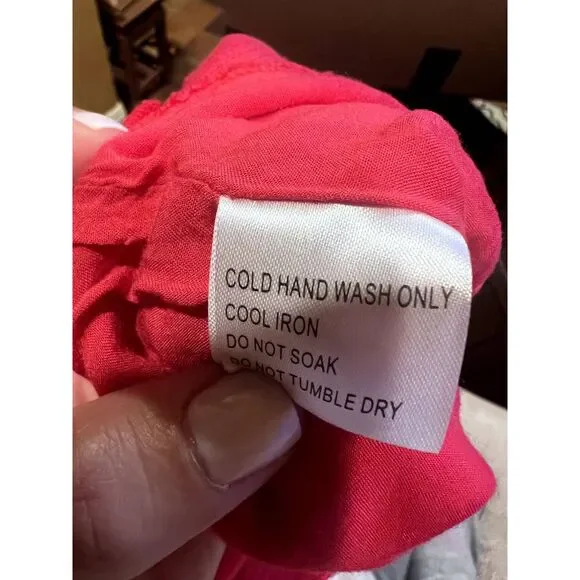 COLD HAND WASH ONLY
COOL IRON
DO NOT SOAK
DO NOT TUMBLE DRY